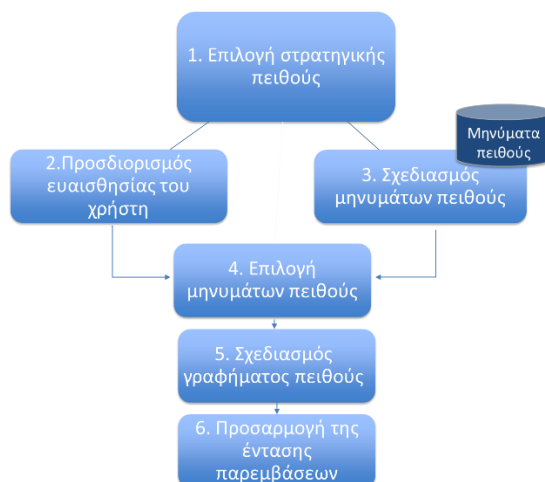 1. Επιλογή στρατηγικής
πειθούς
Μηνύματα
πειθούς
2.Προσδιορισμός
ευαισθησίας του
χρήστη
3. Σχεδιασμός
μηνυμάτων πειθούς
4. Επιλογή
μηνυμάτων πειθούς
5. Σχεδιασμός
γραφήματος πειθούς
6. Προσαρμογή της
έντασης
παρεμβάσεων